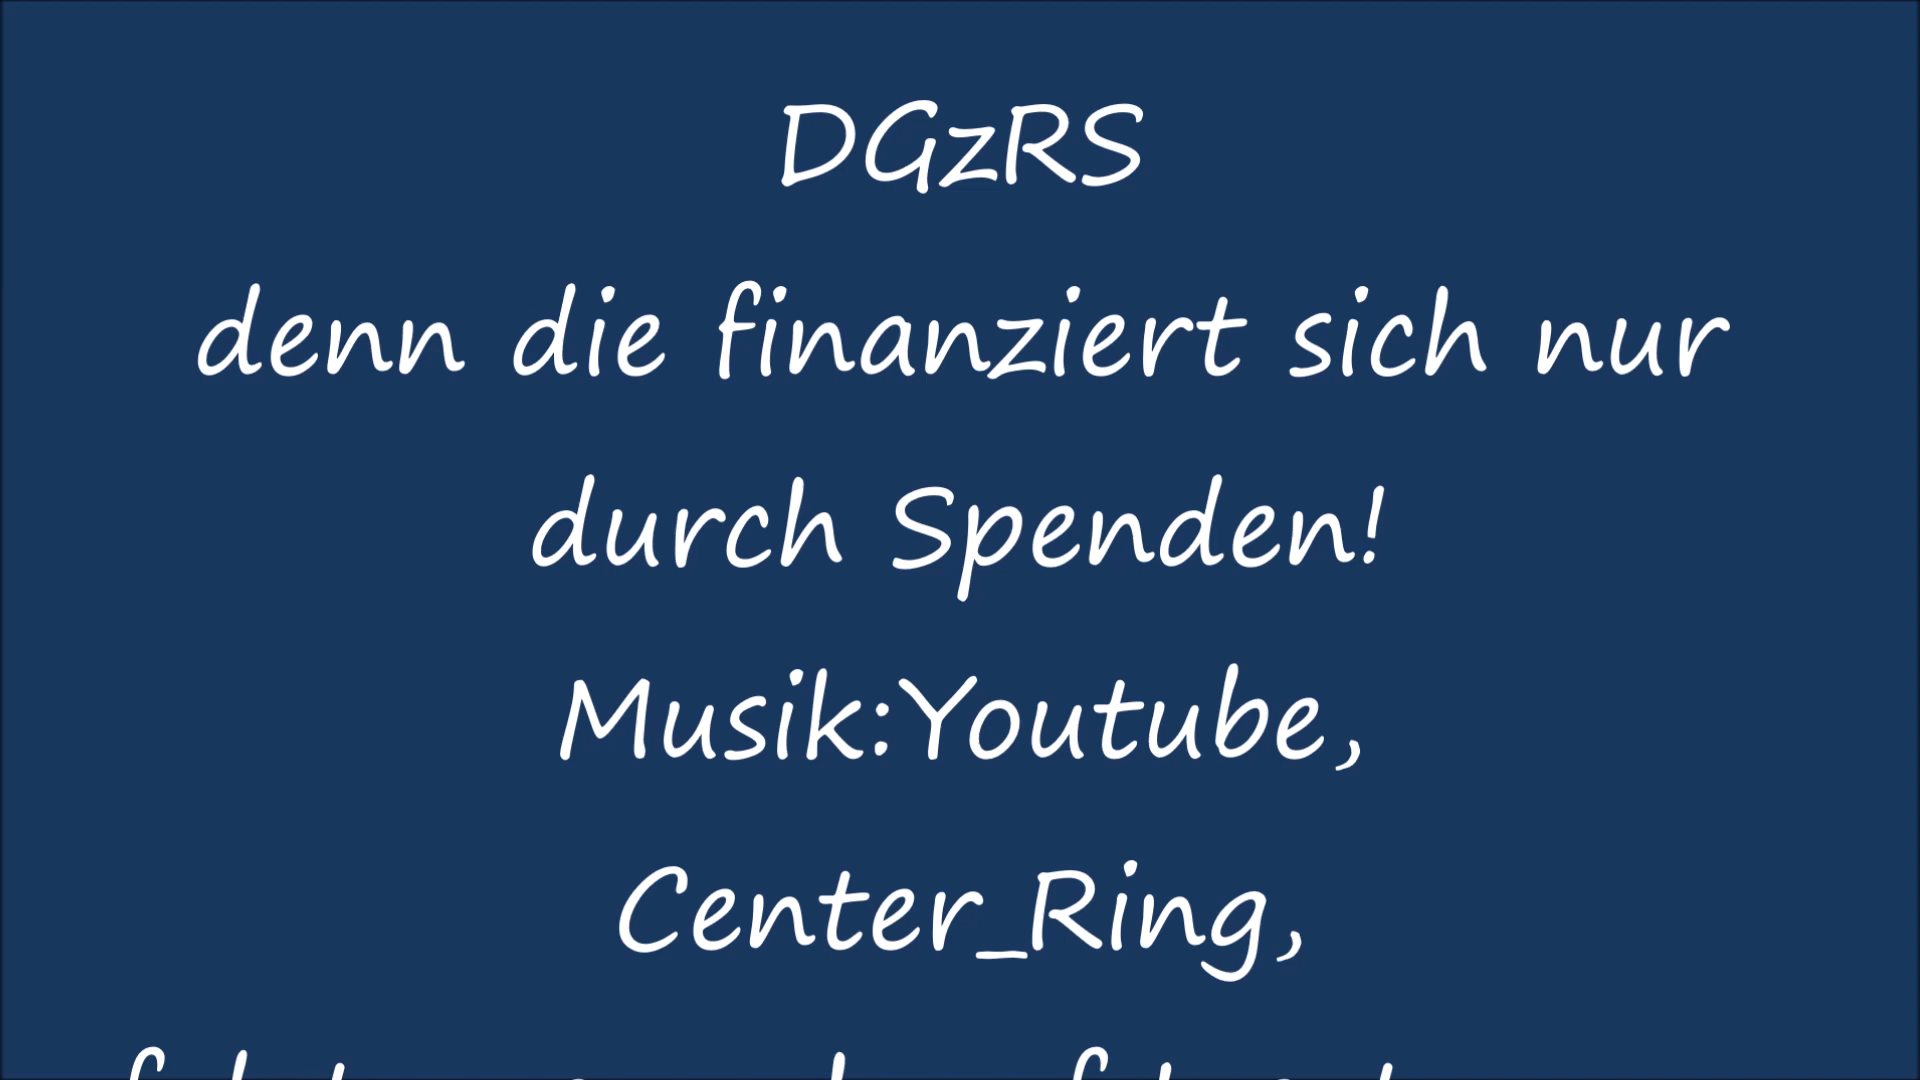 DGzRS
denn die finanziert sich nur
durch Spenden!
Musik:Youtube,
Center_Ring,